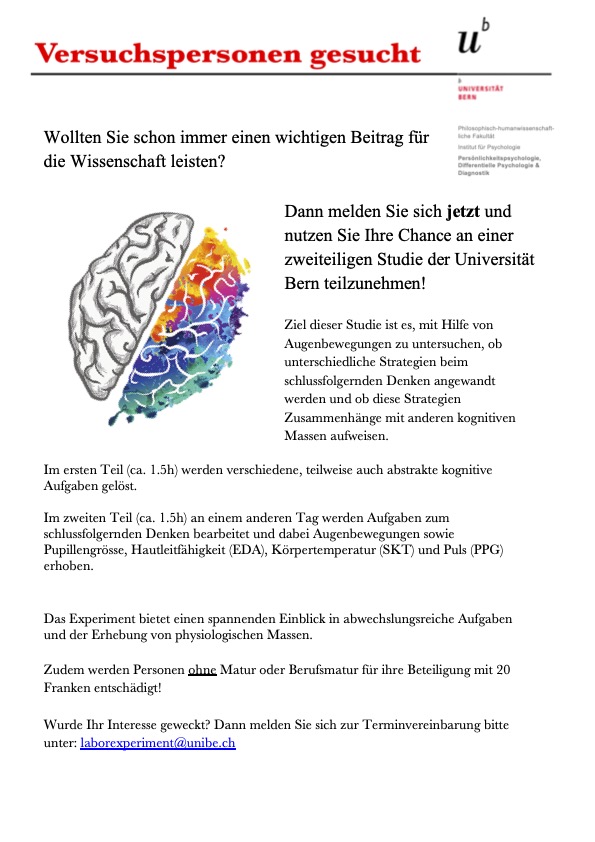 Versuchspersonen gesucht
u
b
b
UNIVERSITÄT
BERN
Philosophisch-humanwissenschaft-
liche Fakultät
Institut für Psychologie
Persönlichkeitspsychologie,
Differentielle Psychologie &
Diagnostik
Wollten Sie schon immer einen wichtigen Beitrag für
die Wissenschaft leisten?
Dann melden Sie sich jetzt und
nutzen Sie Ihre Chance an einer
zweiteiligen Studie der Universität
Bern teilzunehmen!
Ziel dieser Studie ist es, mit Hilfe von
Augenbewegungen zu untersuchen, ob
unterschiedliche Strategien beim
schlussfolgernden Denken angewandt
werden und ob diese Strategien
Zusammenhänge mit anderen kognitiven
Massen aufweisen.
Im ersten Teil (ca. 1.5h) werden verschiedene, teilweise auch abstrakte kognitive
Aufgaben gelöst.
Im zweiten Teil (ca. 1.5h) an einem anderen Tag werden Aufgaben zum
schlussfolgernden Denken bearbeitet und dabei Augenbewegungen sowie
Pupillengrösse, Hautleitfähigkeit (EDA), Körpertemperatur (SKT) und Puls (PPG)
erhoben.
Das Experiment bietet einen spannenden Einblick in abwechslungsreiche Aufgaben
und der Erhebung von physiologischen Massen.
Zudem werden Personen ohne Matur oder Berufsmatur für ihre Beteiligung mit 20
Franken entschädigt!
Wurde Ihr Interesse geweckt? Dann melden Sie sich zur Terminvereinbarung bitte
unter: laborexperiment@unibe.ch